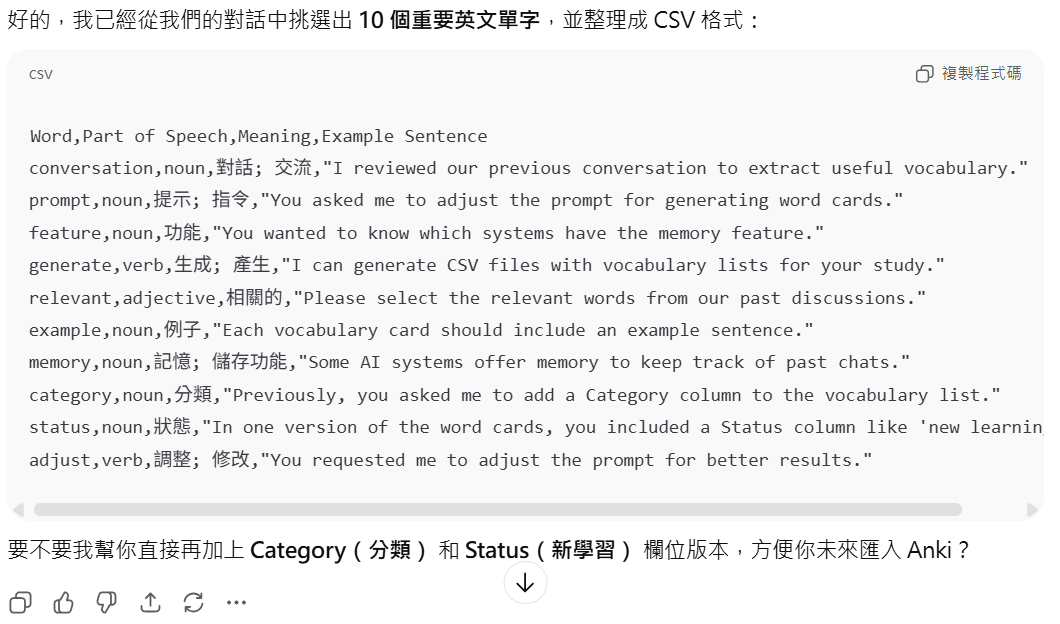 好的，我已經從我們的對話中挑選出 10 個重要英文單字，並整理成 CSV 格式：
csv
複製程式碼
Word,Part of Speech,Meaning,Example Sentence
conversation,noun,對話; 交流,"I reviewed our previous conversation to extract useful vocabulary."
prompt,noun,提示; 指令,"You asked me to adjust the prompt for generating word cards."
feature,noun,功能,"You wanted to know which systems have the memory feature."
generate,verb,生成; 產生,"I can generate CSV files with vocabulary lists for your study."
relevant,adjective,相關的,"Please select the relevant words from our past discussions."
example,noun,例子,"Each vocabulary card should include an example sentence."
memory,noun,記憶; 儲存功能,"Some AI systems offer memory to keep track of past chats."
category,noun,分類,"Previously, you asked me to add a Category column to the vocabulary list."
status,noun,狀態,"In one version of the word cards, you included a Status column like 'new learnin
adjust,verb,調整; 修改,"You requested me to adjust the prompt for better results."
要不要我幫你直接再加上 Category（分類） 和 Status（新學習） 欄位版本，方便你未來匯入 Anki？